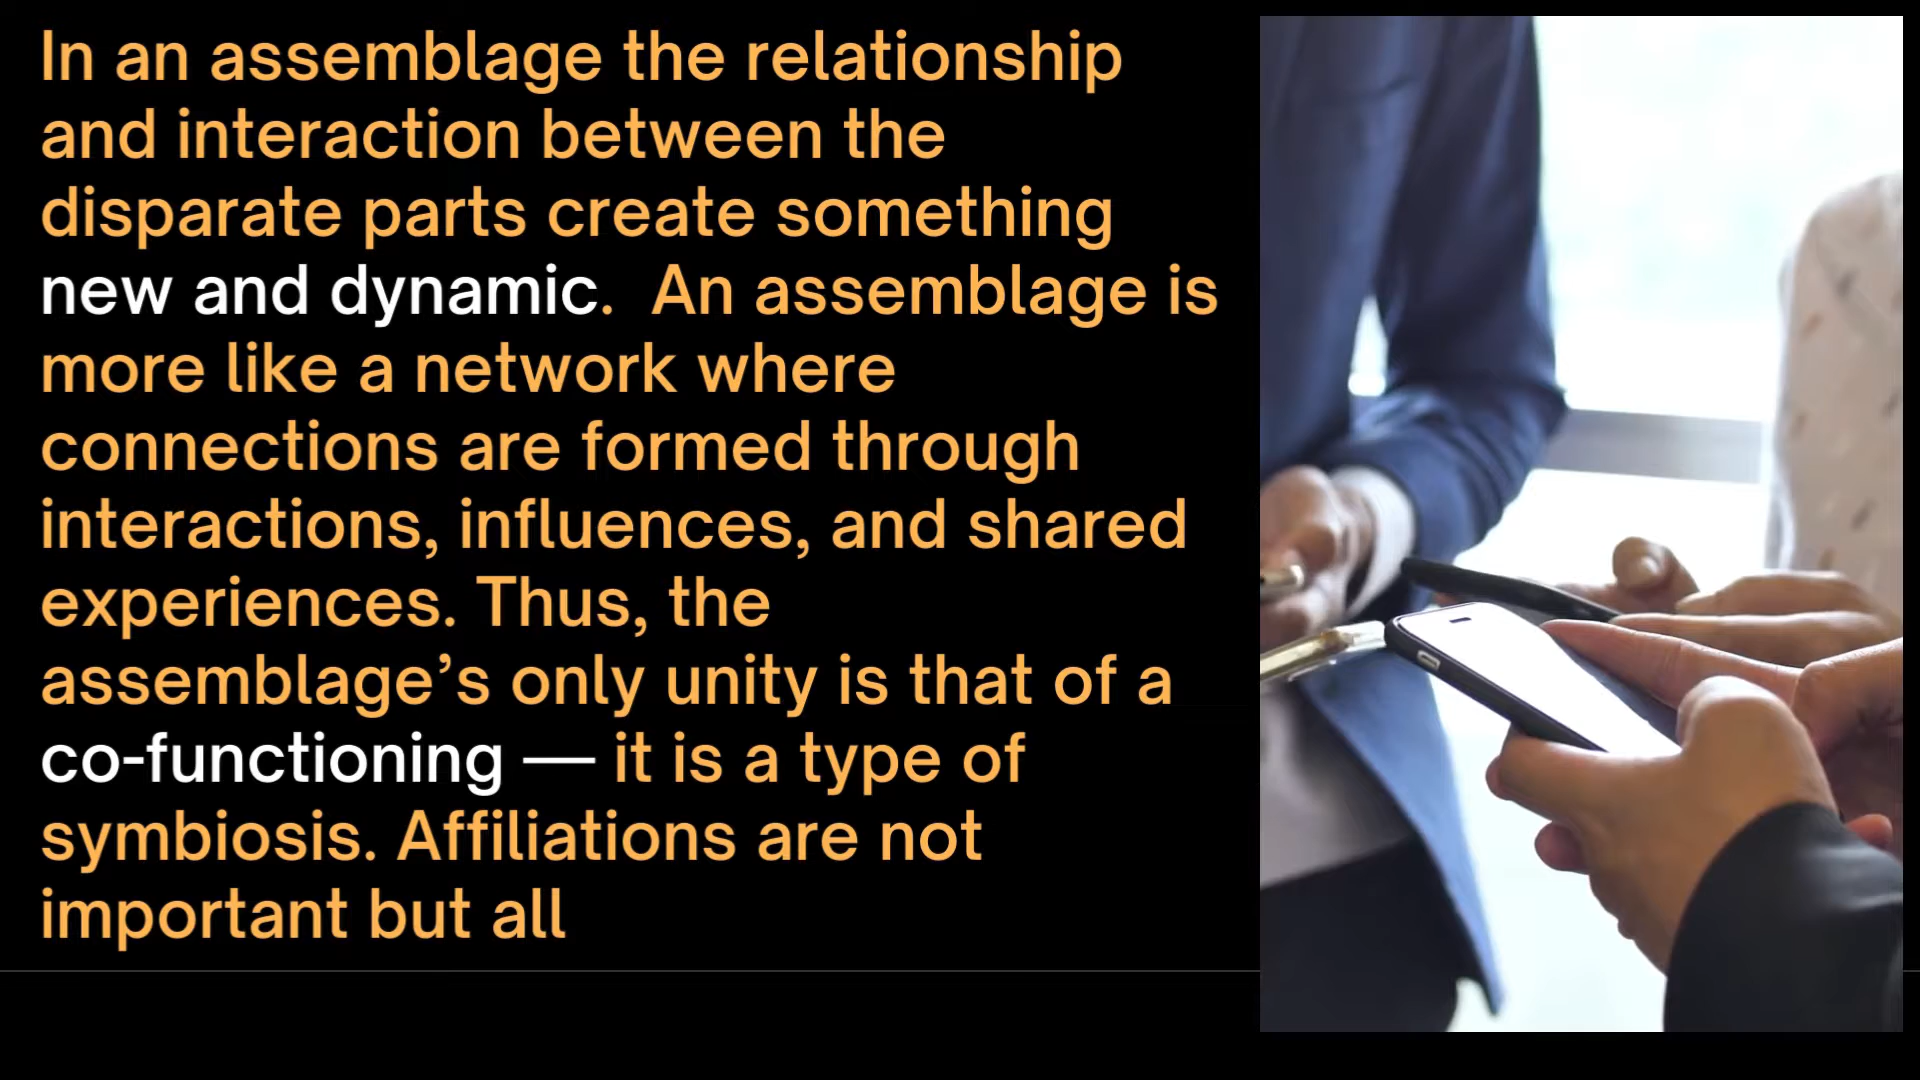 In an assemblage the relationship
and interaction between the
disparate parts create something
new and dynamic.  An assemblage is
more like a network where
connections are formed through
interactions, influences, and shared
experiences. Thus, the
assemblage’s only unity is that of a
co-functioning — it is a type of
symbiosis. Affiliations are not
important but all